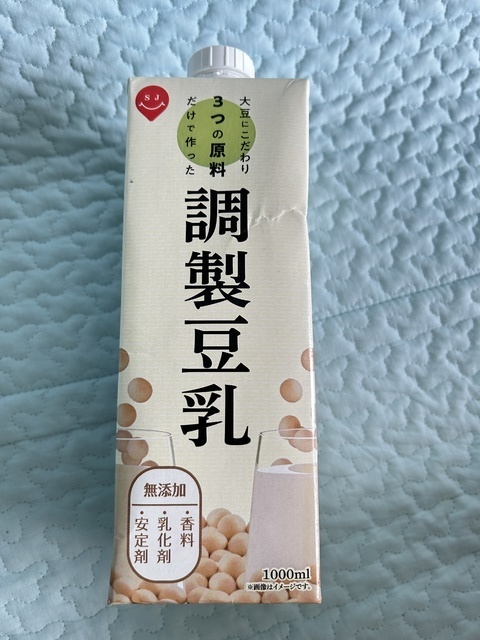 S J
大豆にこだわり
3つの原料
だけで作った
調製豆乳
無添加
・香料
・乳化剤
・安定剤
1000ml
※画像はイメージです。